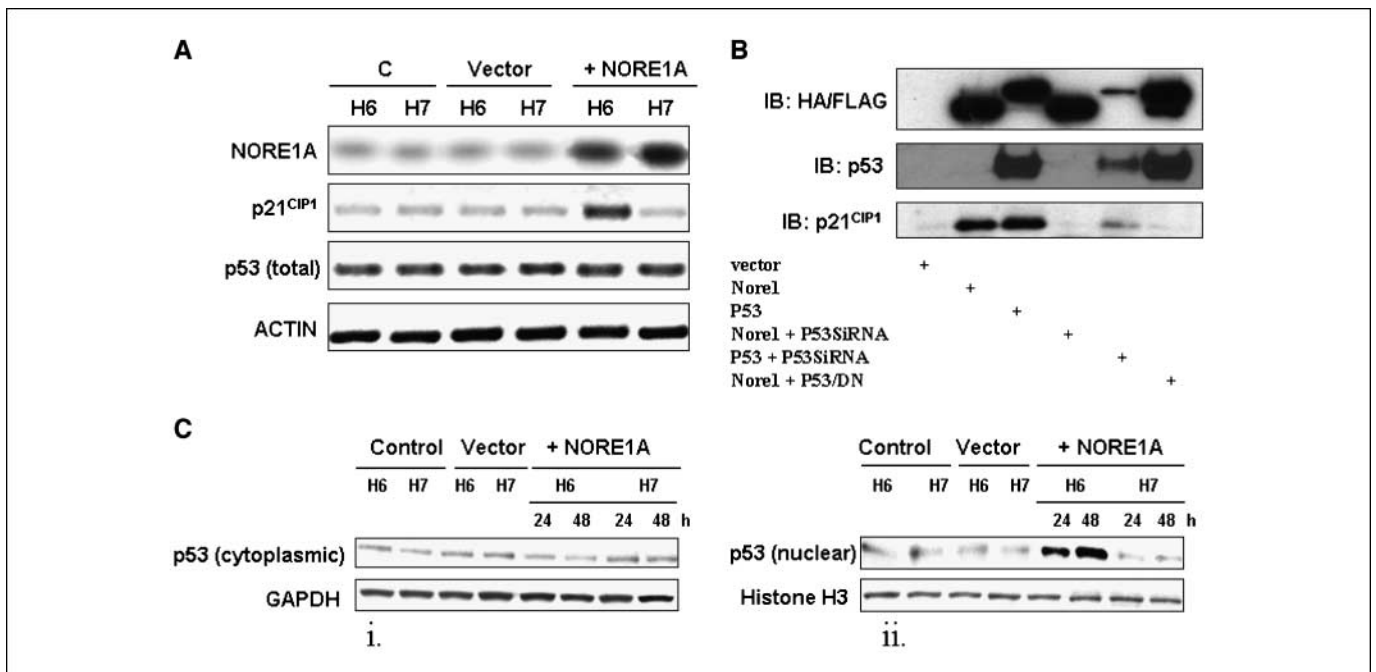 A
C Vector + NORE1A
H6 H7 H6 H7 H6 H7
NORE1A
p21CIP1
p53 (total)
ACTIN
B
IB: HA/FLAG
IB: p53
IB: p21CIP1
vector +
Nore1 +
P53 +
Nore1 + P53SiRNA +
P53 + P53SiRNA +
Nore1 + P53/DN +
C
Control Vector + NORE1A
H6 H7 H6 H7 H6 H7
24 48 24 48 h
p53 (cytoplasmic)
GAPDH
i.
Control Vector + NORE1A
H6 H7 H6 H7 H6 H7
24 48 24 48 h
p53 (nuclear)
Histone H3
ii.